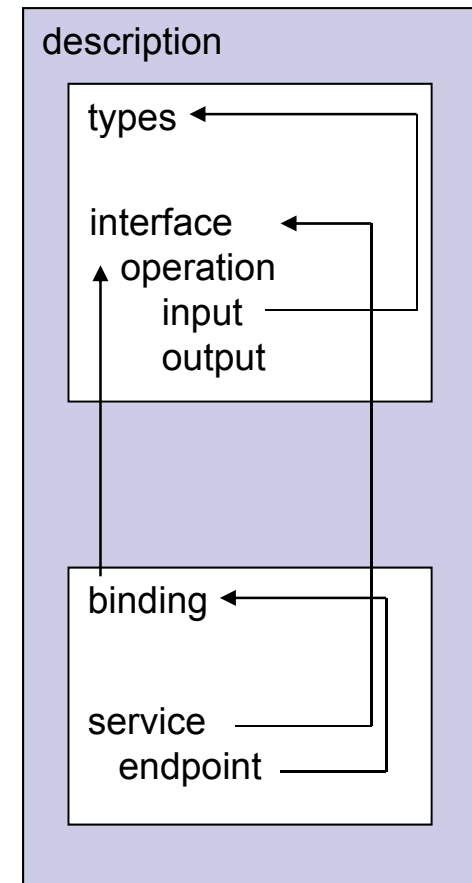 description
types
interface
operation
input
output
binding
service
endpoint